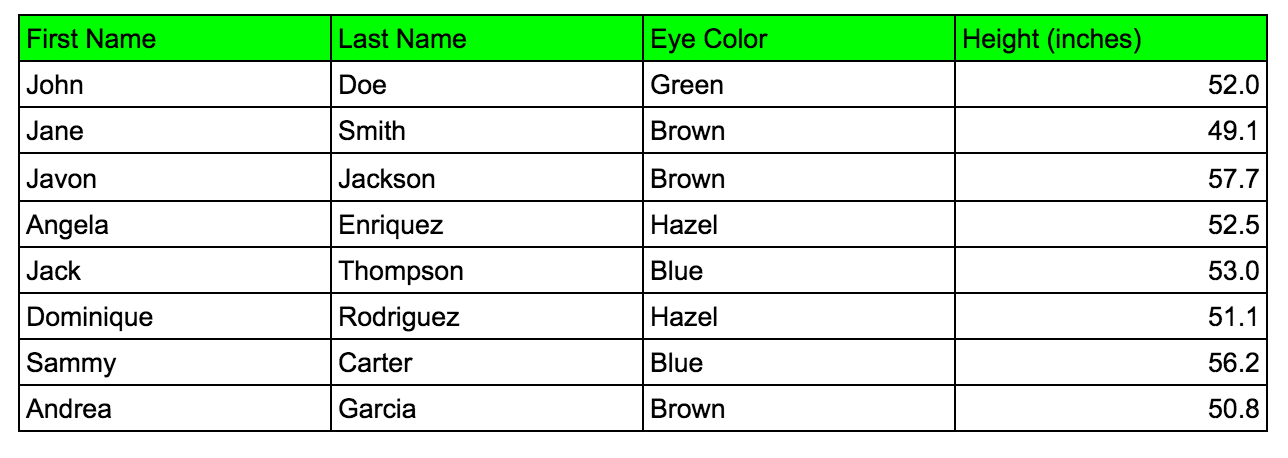 First Name Last Name Eye Color Height (inches)
John Doe Green 52.0
Jane Smith Brown 49.1
Javon Jackson Brown 57.7
Angela Enriquez Hazel 52.5
Jack Thompson Blue 53.0
Dominique Rodriguez Hazel 51.1
Sammy Carter Blue 56.2
Andrea Garcia Brown 50.8